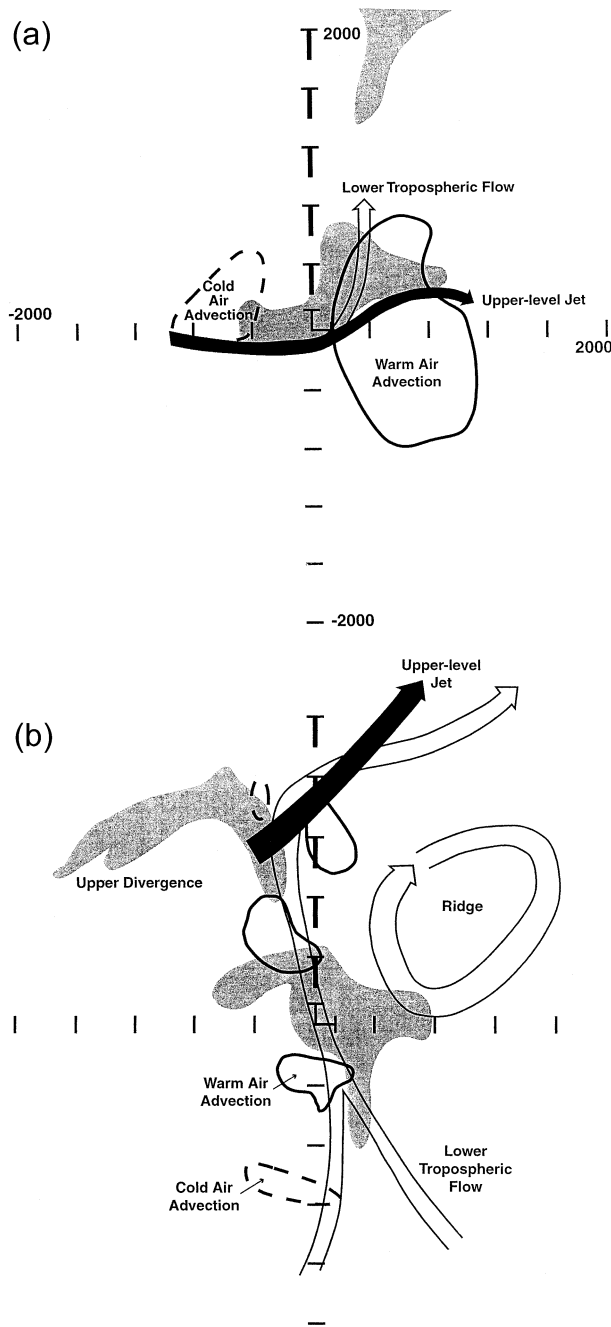 (a)
2000
Lower Tropospheric Flow
Cold
Air
Advection
-2000
Upper-level Jet
2000
Warm Air
Advection
-2000
Upper-level
Jet
(b)
Upper Divergence
Ridge
Warm Air
Advection
Lower
Tropospheric
Flow
Cold Air
Advection